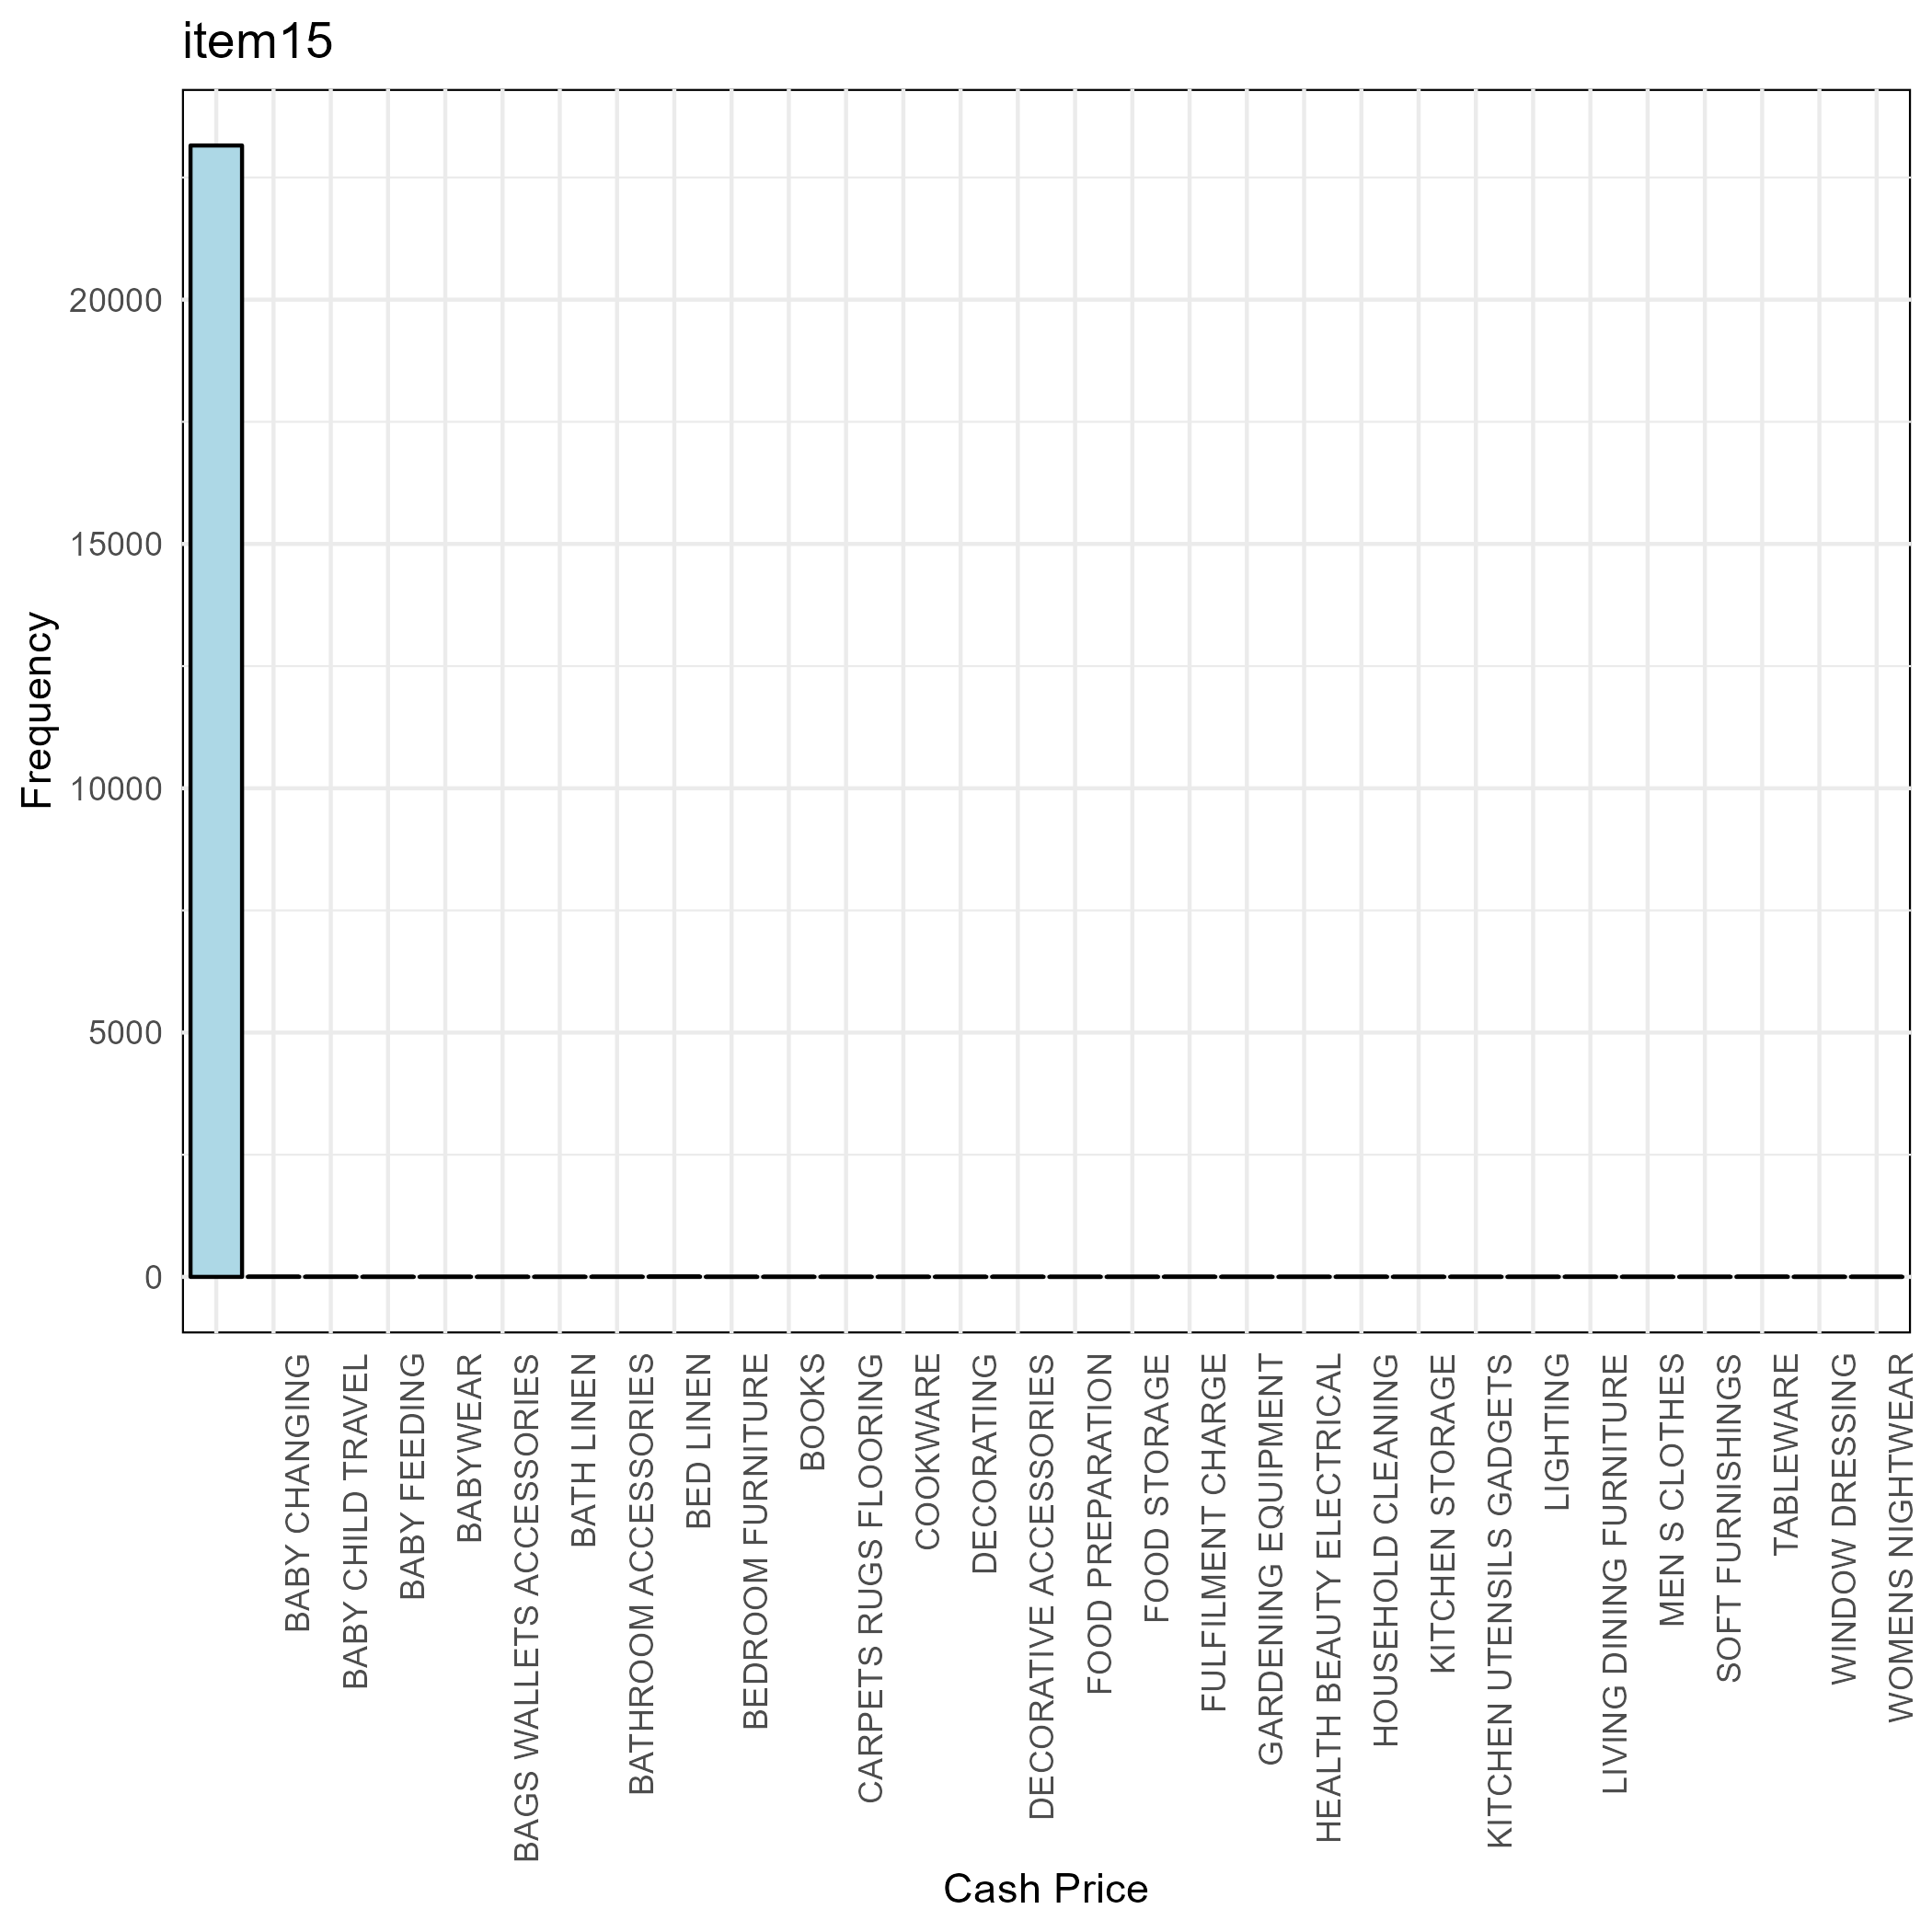 item15
Frequency
20000
15000
10000
5000
0
BABY CHANGING
BABY CHILD TRAVEL
BABY FEEDING
BABYWEAR
BAGS WALLETS ACCESSORIES
BATH LINEN
BATHROOM ACCESSORIES
BED LINEN
BEDROOM FURNITURE
BOOKS
CARPETS RUGS FLOORING
COOKWARE
DECORATING
DECORATIVE ACCESSORIES
FOOD PREPARATION
FOOD STORAGE
FULFILMENT CHARGE
GARDENING EQUIPMENT
HEALTH BEAUTY ELECTRICAL
HOUSEHOLD CLEANING
KITCHEN STORAGE
KITCHEN UTENSILS GADGETS
LIGHTING
LIVING DINING FURNITURE
MEN S CLOTHES
SOFT FURNISHINGS
TABLEWARE
WINDOW DRESSING
WOMENS NIGHTWEAR
Cash Price